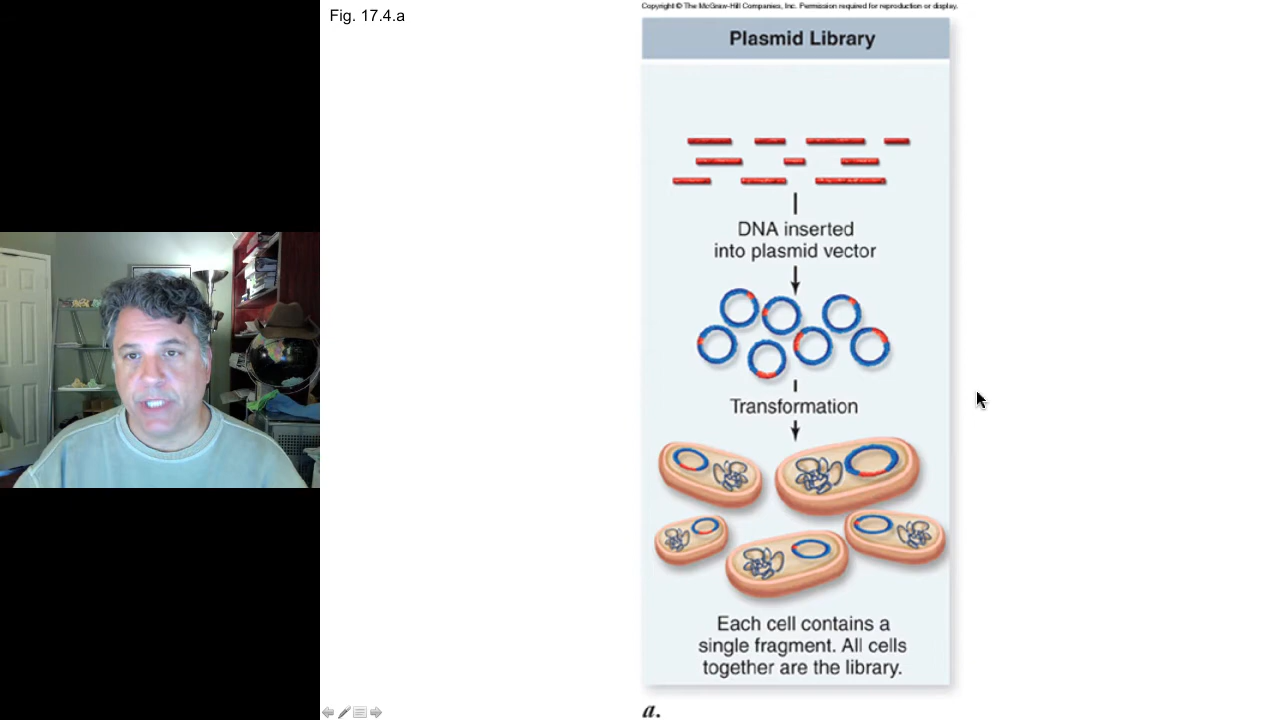 Fig. 17.4.a
Copyright © The McGraw-Hill Companies, Inc. Permission required for reproduction or display.
Plasmid Library
DNA inserted
into plasmid vector
Transformation
Each cell contains a
single fragment. All cells
together are the library.
a.